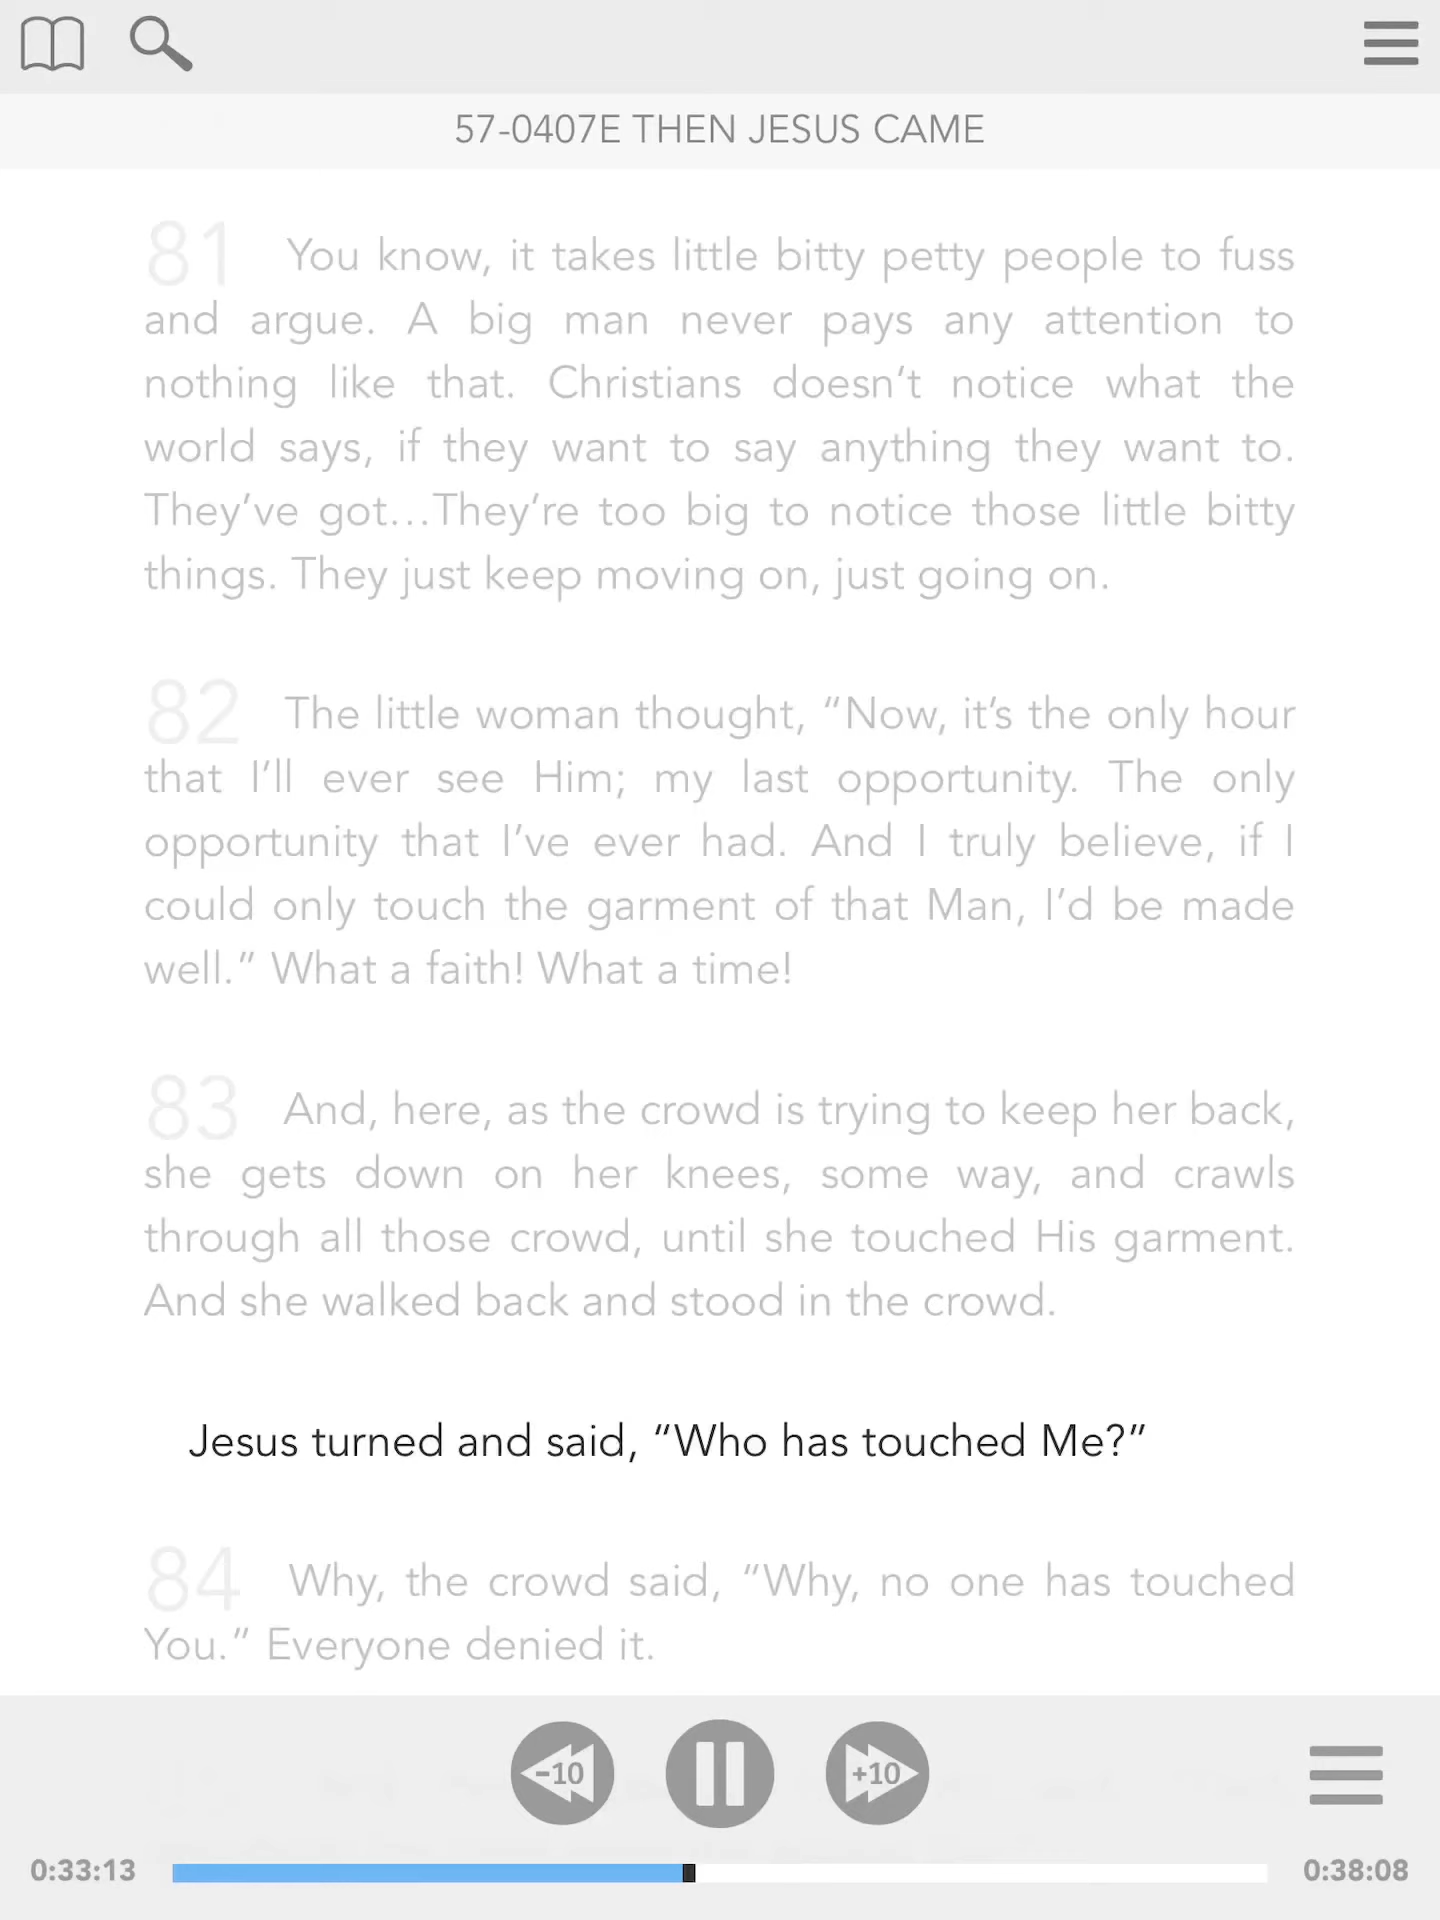 57-0407E THEN JESUS CAME
81 You know, it takes little bitty petty people to fuss
and argue. A big man never pays any attention to
nothing like that. Christians doesn’t notice what the
world says, if they want to say anything they want to.
They’ve got…They’re too big to notice those little bitty
things. They just keep moving on, just going on.
82 The little woman thought, “Now, it’s the only hour
that I’ll ever see Him; my last opportunity. The only
opportunity that I’ve ever had. And I truly believe, if I
could only touch the garment of that Man, I’d be made
well.” What a faith! What a time!
83 And, here, as the crowd is trying to keep her back,
she gets down on her knees, some way, and crawls
through all those crowd, until she touched His garment.
And she walked back and stood in the crowd.
Jesus turned and said, “Who has touched Me?”
84 Why, the crowd said, “Why, no one has touched
You.” Everyone denied it.
-10 +10
0:33:13 0:38:08